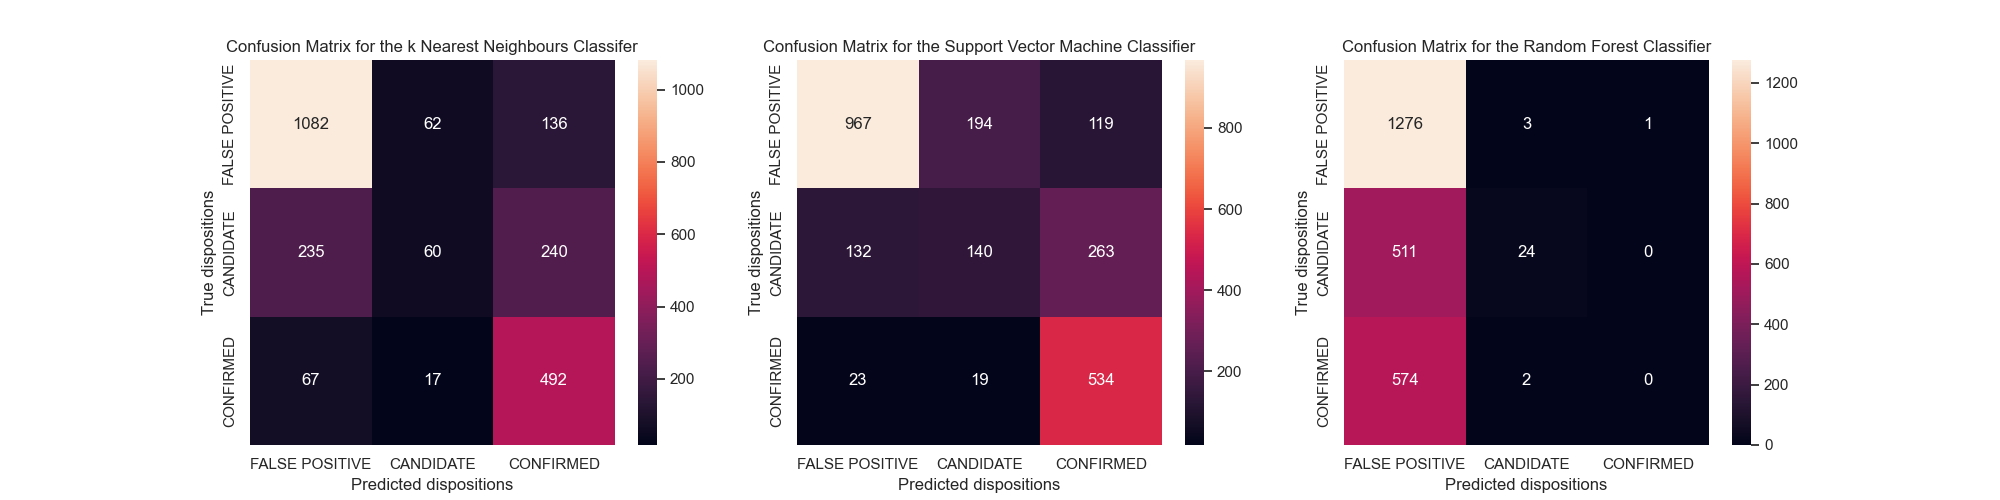 Confusion Matrix for the k Nearest Neighbours Classifer
True dispositions
FALSE POSITIVE
CANDIDATE
CONFIRMED
1082 62 136
235 60 240
67 17 492
FALSE POSITIVE CANDIDATE CONFIRMED
Predicted dispositions
1000
800
600
400
200
Confusion Matrix for the Support Vector Machine Classifier
True dispositions
FALSE POSITIVE
CANDIDATE
CONFIRMED
967 194 119
132 140 263
23 19 534
FALSE POSITIVE CANDIDATE CONFIRMED
Predicted dispositions
800
600
400
200
Confusion Matrix for the Random Forest Classifier
True dispositions
FALSE POSITIVE
CANDIDATE
CONFIRMED
1276 3 1
511 24 0
574 2 0
FALSE POSITIVE CANDIDATE CONFIRMED
Predicted dispositions
1200
1000
800
600
400
200
0